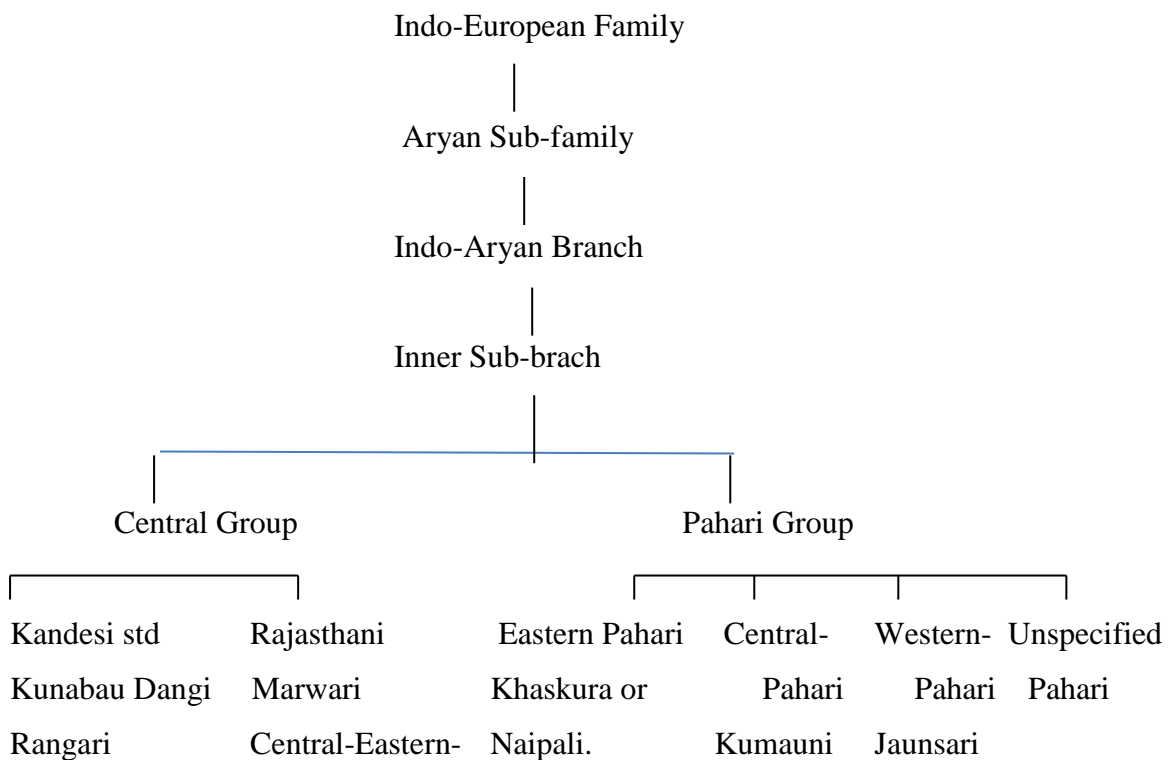 Indo-European Family
Aryan Sub-family
Indo-Aryan Branch
Inner Sub-brach
Central Group Pahari Group
Kandesi std Rajasthani Eastern Pahari Central- Western- Unspecified
Kunabau Dangi Marwari Khaskura or Pahari Pahari Pahari
Rangari Central-Eastern- Naipali. Kumauni Jaunsari